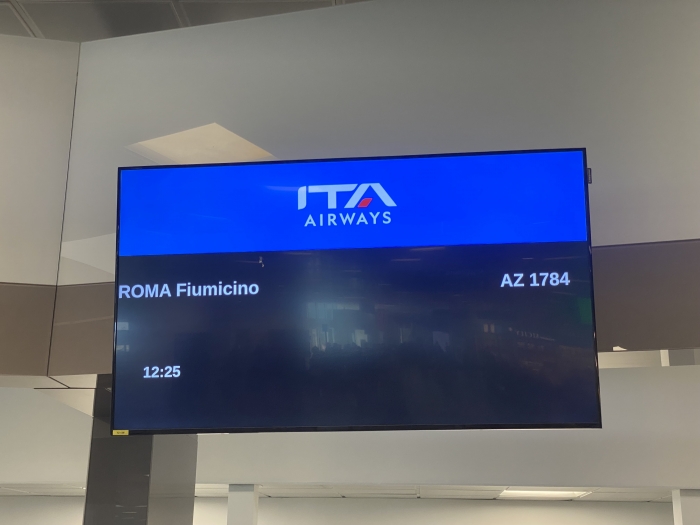 ITA
AIRWAYS
ROMA Fiumicino
AZ 1784
12:25